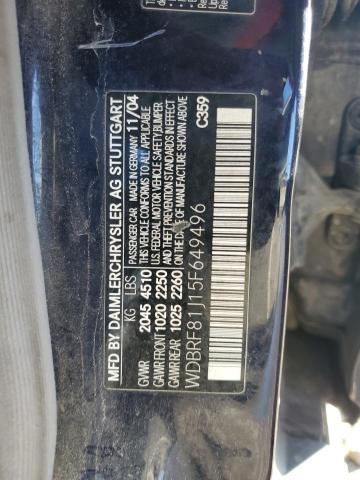 MFD BY DAIMLERCHRYSLER AG STUTTGART
PASSENGER CAR / MADE IN GERMANY 11/04
KG LBS
GVWR 2045 4510 THIS VEHICLE CONFORMS TO ALL APPLICABLE
GAWR FRONT 1020 2250 U.S. FEDERAL MOTOR VEHICLE SAFETY, BUMPER
GAWR REAR 1025 2260 AND THEFT PREVENTION STANDARDS IN EFFECT
ON THE DATE OF MANUFACTURE SHOWN ABOVE
WDBRF81J15F649496 C359